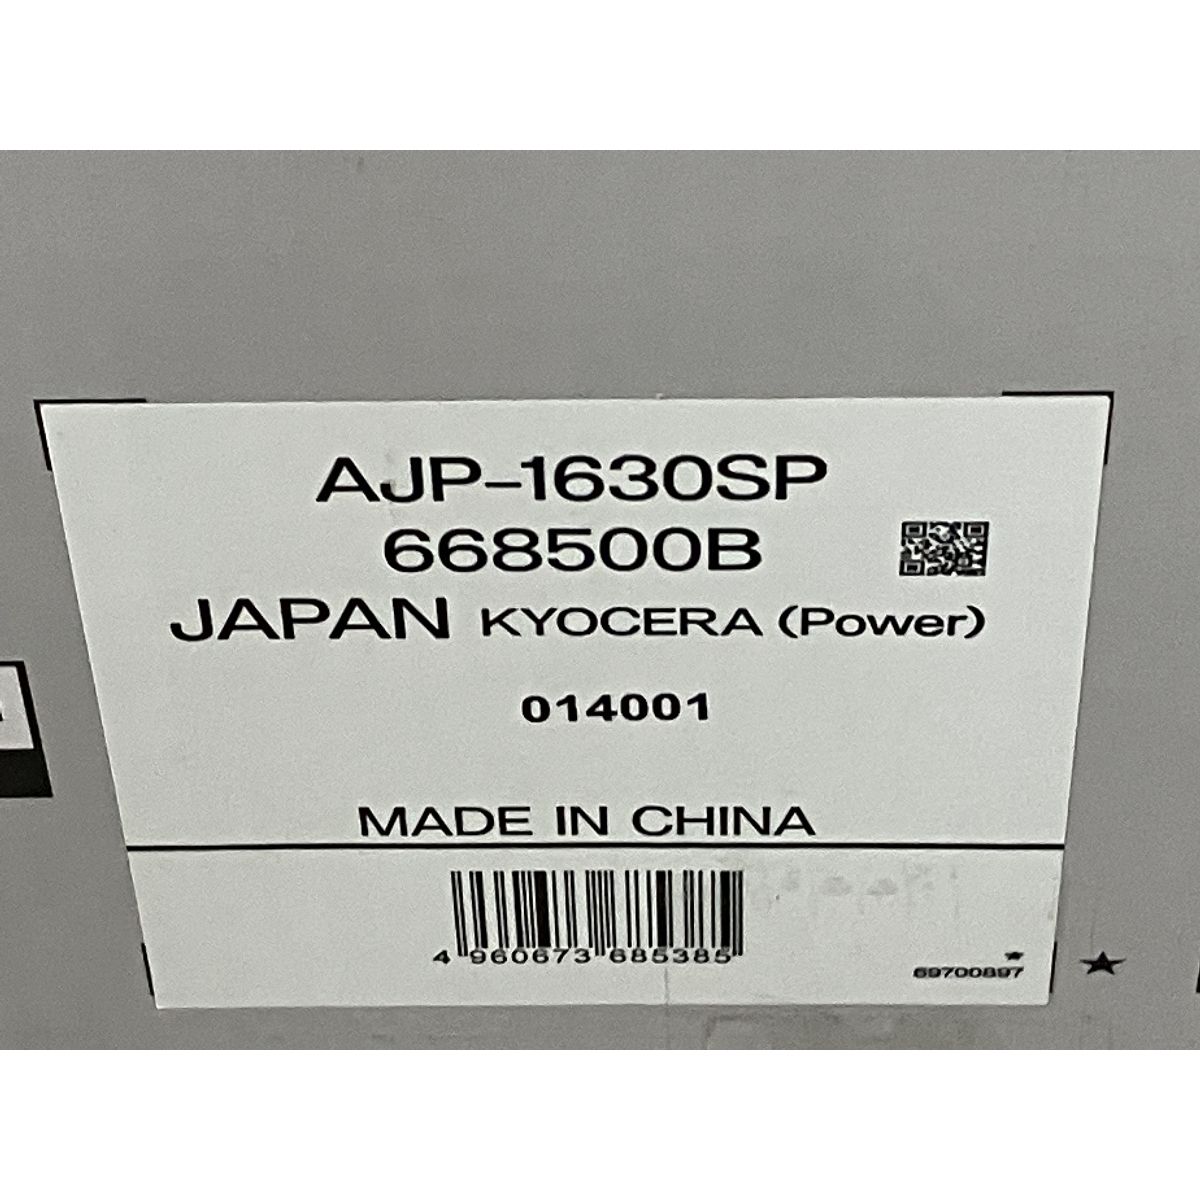 AJP-1630SP
668500B
JAPAN KYOCERA (Power)
014001
MADE IN CHINA
4 960673 685385
69700897